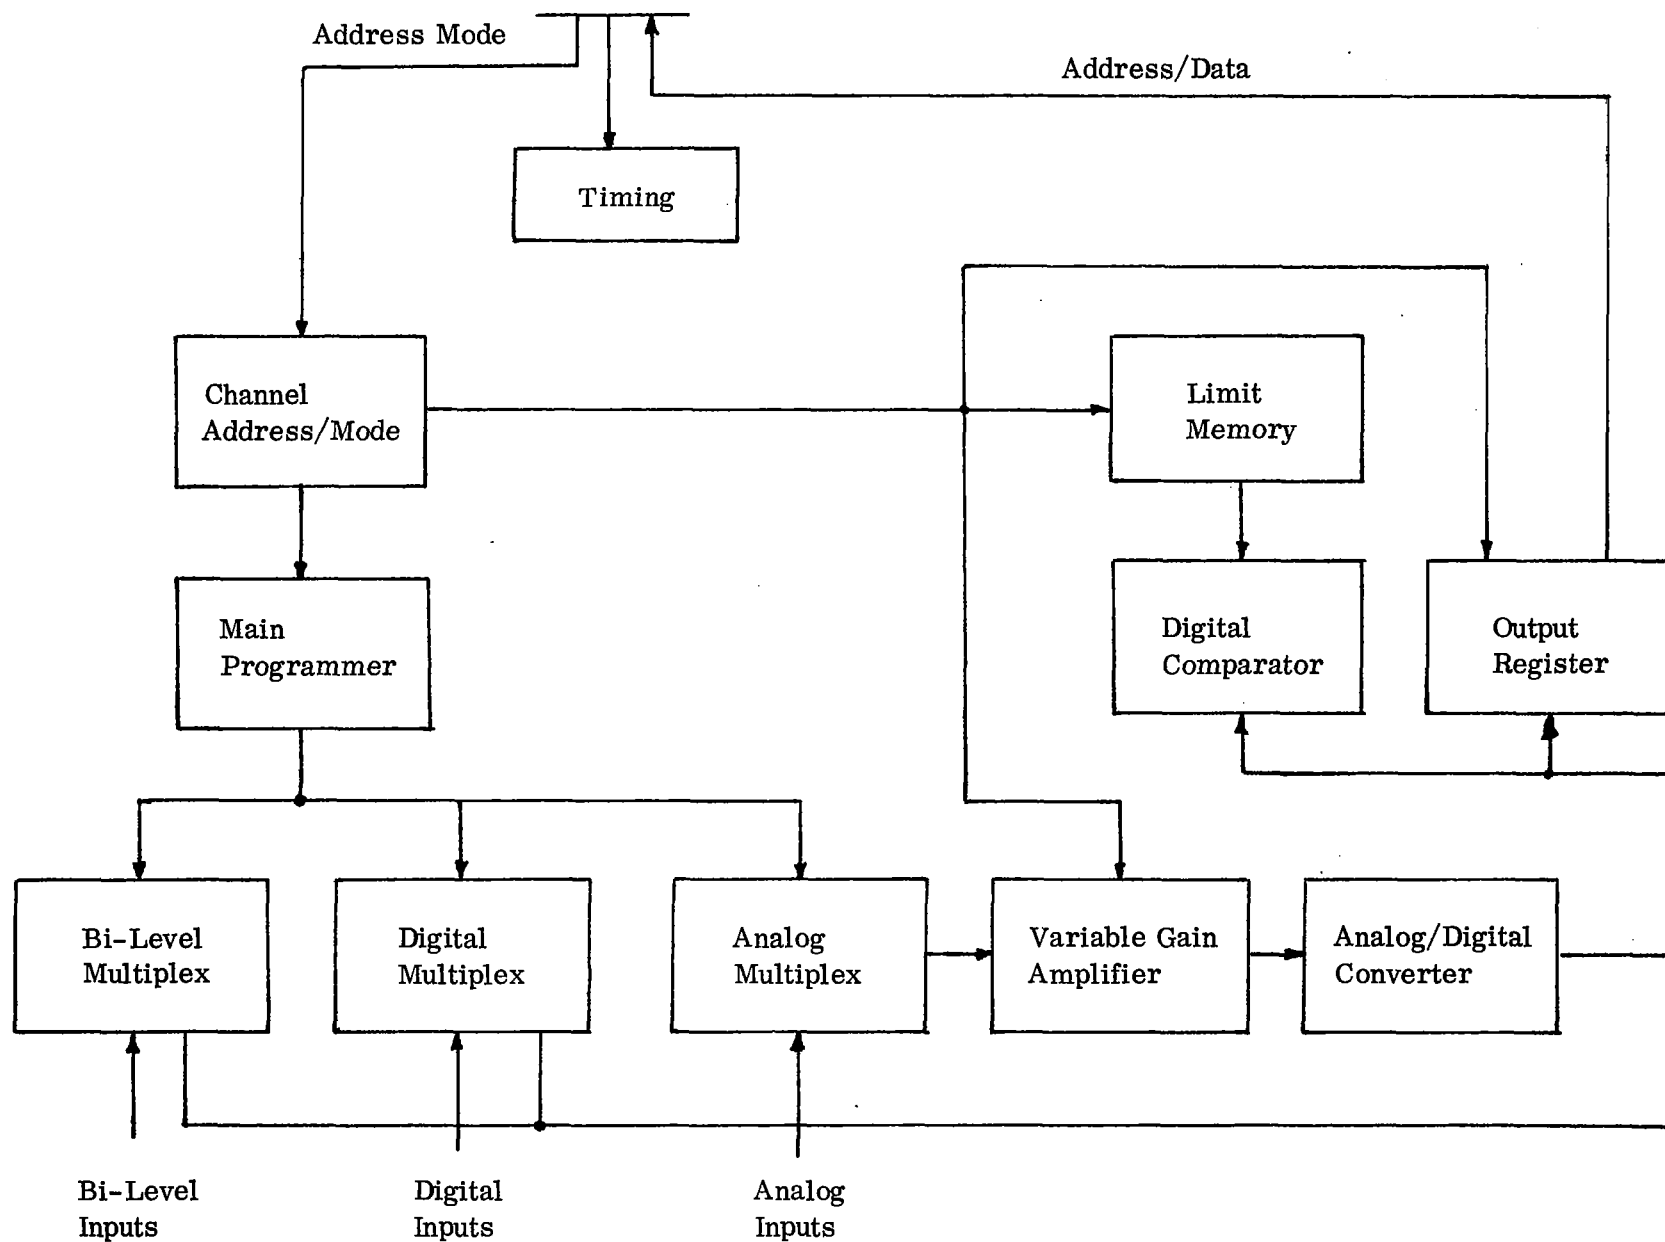 Address Mode
Address/Data
Timing
Channel
Address/Mode
Limit
Memory
Main
Programmer
Digital
Comparator
Output
Register
Bi-Level
Multiplex
Digital
Multiplex
Analog
Multiplex
Variable Gain
Amplifier
Analog/Digital
Converter
Bi-Level
Inputs
Digital
Inputs
Analog
Inputs